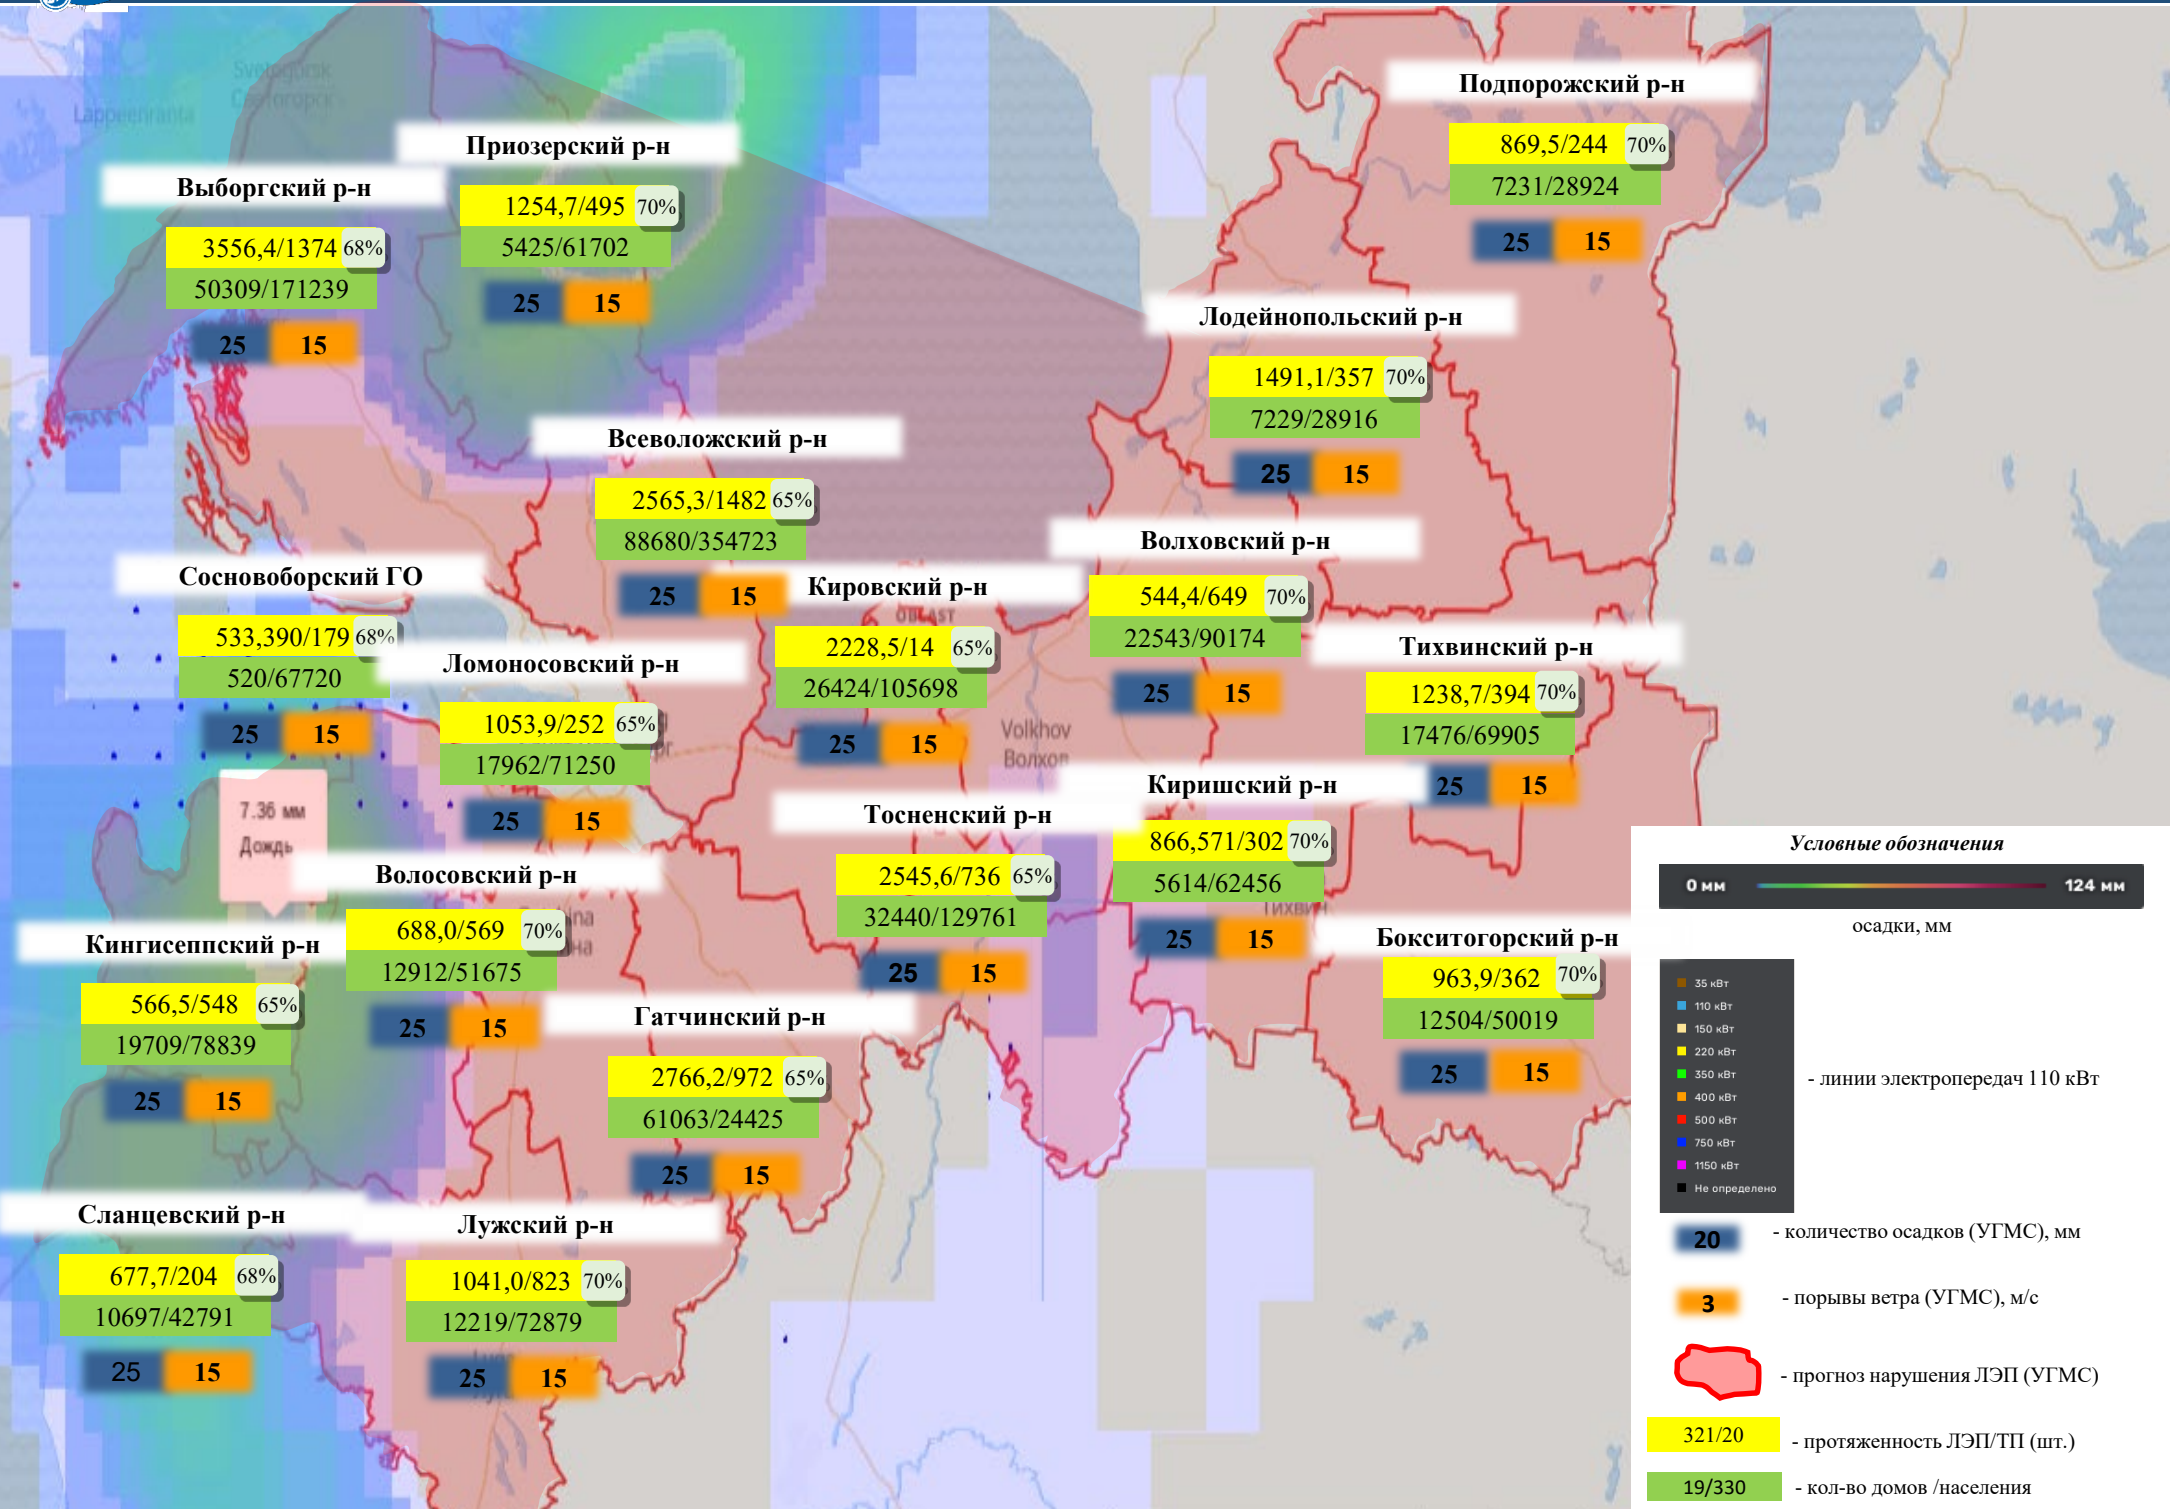 Svetogorsk
Светогорск
Lappeenranta
Подпорожский р-н
869,5/244 70%
7231/28924
25 15
Приозерский р-н
1254,7/495 70%
5425/61702
25 15
Выборгский р-н
3556,4/1374 68%
50309/171239
25 15
Лодейнопольский р-н
1491,1/357 70%
7229/28916
25 15
Всеволожский р-н
2565,3/1482 65%
88680/354723
25 15
Волховский р-н
544,4/649 70%
22543/90174
25 15
Сосновоборский ГО
533,390/179 68%
520/67720
25 15
Кировский р-н
OBLAST
2228,5/14 65%
26424/105698
25 15
Ломоносовский р-н
1053,9/252 65%
17962/71250
25 15
Тихвинский р-н
1238,7/394 70%
17476/69905
25 15
Volkhov
Волхов
7.36 мм
Дождь
Киришский р-н
866,571/302 70%
5614/62456
25 15
Тосненский р-н
2545,6/736 65%
32440/129761
25 15
Волосовский р-н
688,0/569 70%
12912/51675
25 15
Тихвин
Бокситогорский р-н
963,9/362 70%
12504/50019
25 15
Кингисеппский р-н
566,5/548 65%
19709/78839
25 15
Гатчинский р-н
2766,2/972 65%
61063/24425
25 15
Сланцевский р-н
677,7/204 68%
10697/42791
25 15
Лужский р-н
1041,0/823 70%
12219/72879
25 15
Условные обозначения
0 мм 124 мм
осадки, мм
35 кВт
110 кВт
150 кВт
220 кВт
350 кВт
400 кВт
500 кВт
750 кВт
1150 кВт
Не определено
- линии электропередач 110 кВт
20 - количество осадков (УГМС), мм
3 - порывы ветра (УГМС), м/с
- прогноз нарушения ЛЭП (УГМС)
321/20 - протяженность ЛЭП/ТП (шт.)
19/330 - кол-во домов /населения